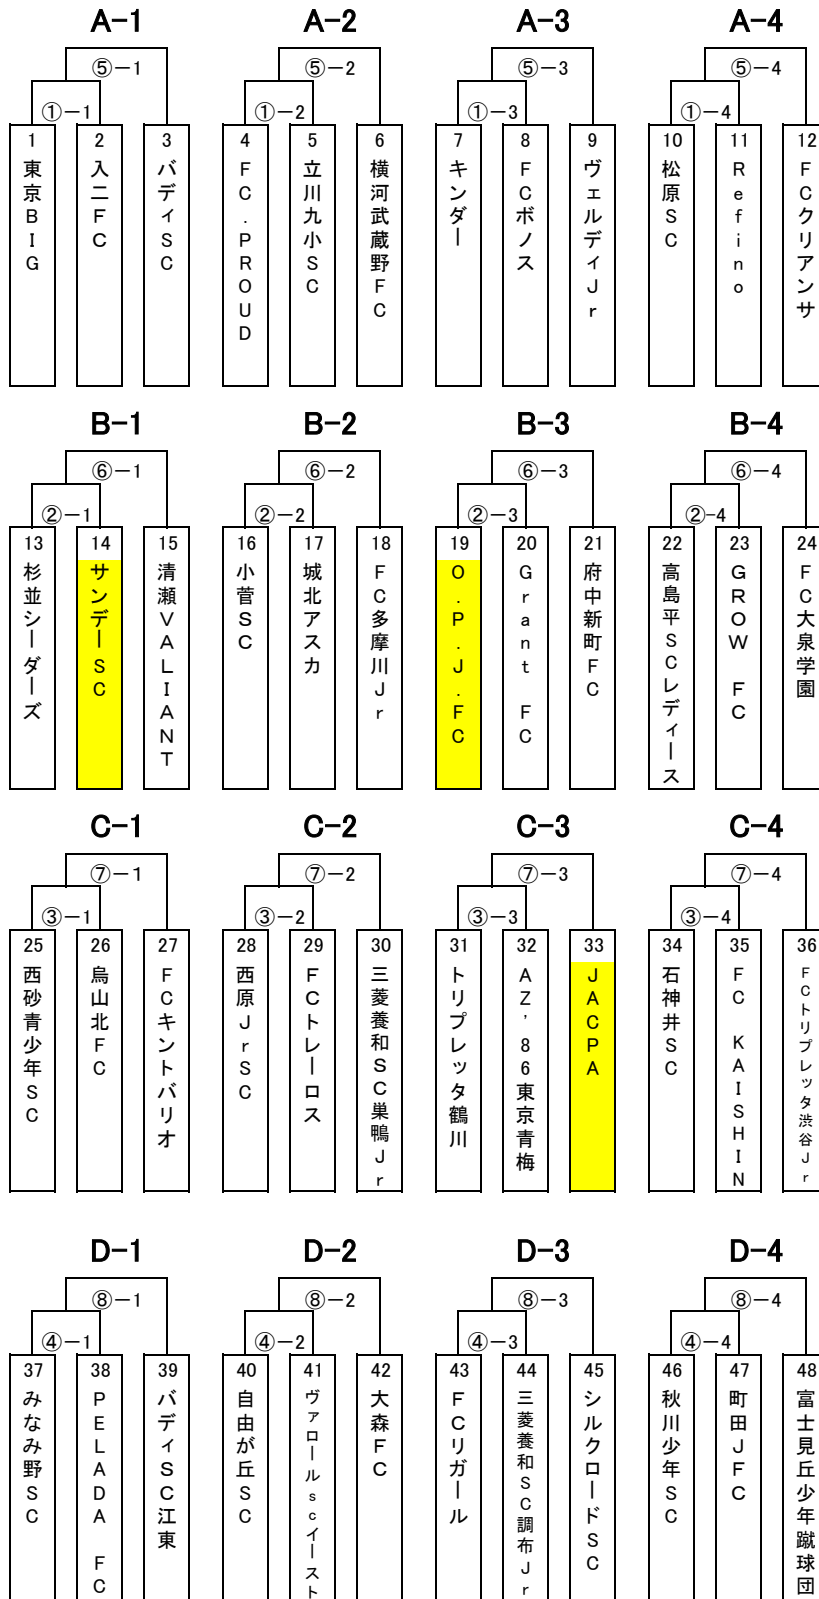 A-1 A-2 A-3 A-4
⑤-1 ⑤-2 ⑤-3 ⑤-4
①-1 ①-2 ①-3 ①-4
1 東京BIG
2 入二FC
3 バディSC
4 FC.PROUD
5 立川九小SC
6 横河武蔵野FC
7 キンダー
8 FCボノス
9 ヴェルディJr
10 松原SC
11 Refino
12 FCクリアンサ
B-1 B-2 B-3 B-4
⑥-1 ⑥-2 ⑥-3 ⑥-4
②-1 ②-2 ②-3 ②-4
13 杉並シーダーズ
14 サンデーSC
15 清瀬VALIANT
16 小菅SC
17 城北アスカ
18 FC多摩川Jr
19 O.P.J.FC
20 Grant FC
21 府中新町FC
22 高島平SCレディース
23 GROW FC
24 FC大泉学園
C-1 C-2 C-3 C-4
⑦-1 ⑦-2 ⑦-3 ⑦-4
③-1 ③-2 ③-3 ③-4
25 西砂青少年SC
26 烏山北FC
27 FCキントバリオ
28 西原JrSC
29 FCトレーロス
30 三菱養和SC巣鴨Jr
31 トリプレッタ鶴川
32 AZ'86東京青梅
33 JACPA
34 石神井SC
35 FC KAISHIN
36 FCトリプレッタ渋谷Jr
D-1 D-2 D-3 D-4
⑧-1 ⑧-2 ⑧-3 ⑧-4
④-1 ④-2 ④-3 ④-4
37 みなみ野SC
38 PELADA FC
39 バディSC江東
40 自由が丘SC
41 ヴァロールscイースト
42 大森FC
43 FCリガール
44 三菱養和SC調布Jr
45 シルクロードSC
46 秋川少年SC
47 町田JFC
48 富士見丘少年蹴球団